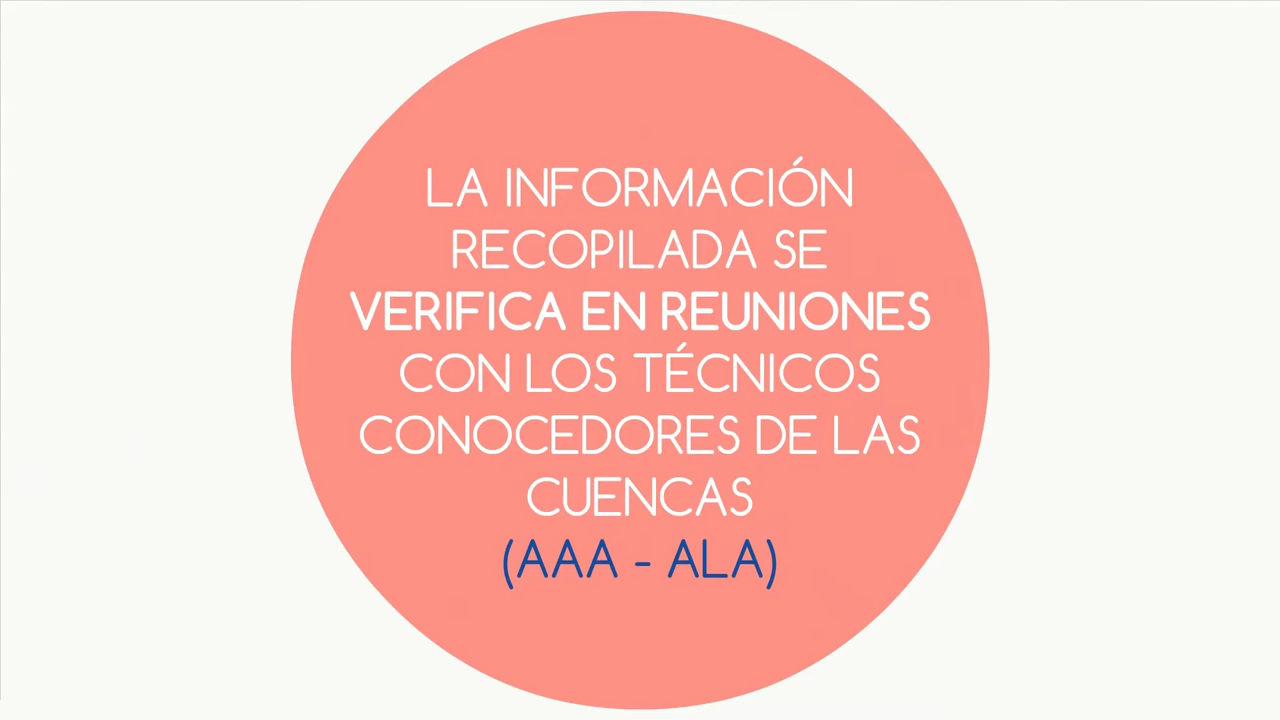 LA INFORMACIÓN
RECOPILADA SE
VERIFICA EN REUNIONES
CON LOS TÉCNICOS
CONOCEDORES DE LAS
CUENCAS
(AAA - ALA)